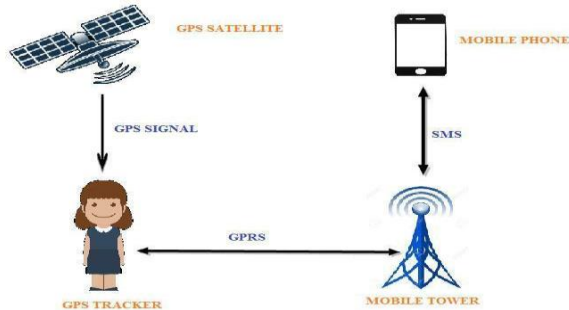 GPS SATELLITE
MOBILE PHONE
GPS SIGNAL
SMS
GPRS
GPS TRACKER
MOBILE TOWER